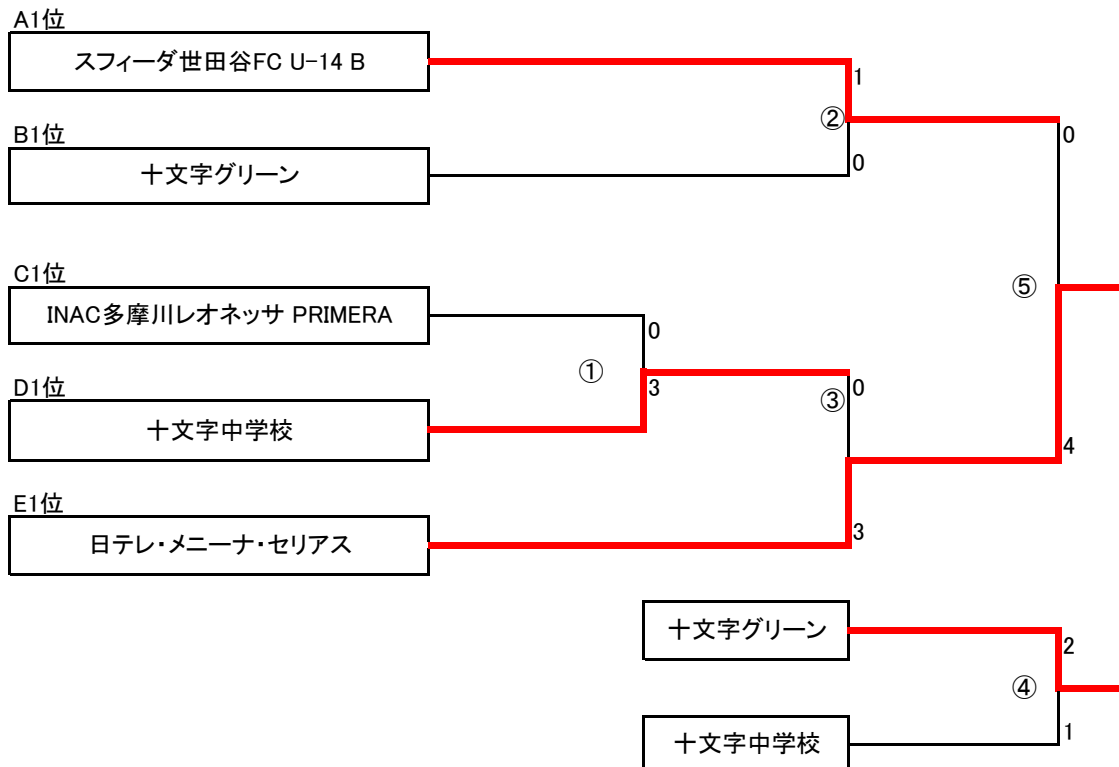 A1位
スフィーダ世田谷FC U-14 B
1
②
0
B1位
0
十文字グリーン
C1位
⑤
INAC多摩川レオネッサ PRIMERA
0
①
D1位
3
0
③
十文字中学校
4
E1位
3
日テレ・メニーナ・セリアス
十文字グリーン
2
④
1
十文字中学校